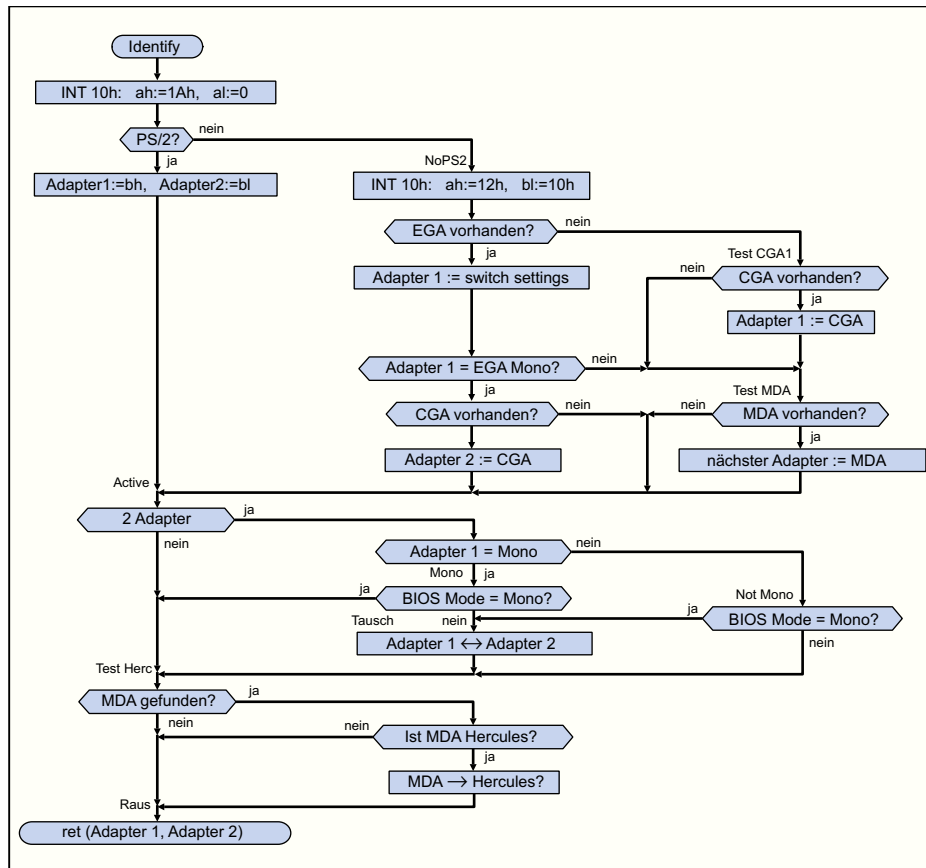 Identify
INT 10h: ah:=1Ah, al:=0
nein
PS/2?
ja
NoPS2
Adapter1:=bh, Adapter2:=bl
INT 10h: ah:=12h, bl:=10h
EGA vorhanden?
nein
ja
Test CGA1
Adapter 1 := switch settings
nein
CGA vorhanden?
ja
Adapter 1 := CGA
Adapter 1 = EGA Mono?
nein
ja
Test MDA
CGA vorhanden?
nein
nein
MDA vorhanden?
ja
Adapter 2 := CGA
nächster Adapter := MDA
Active
2 Adapter
ja
nein
Adapter 1 = Mono
nein
Mono
ja
ja
BIOS Mode = Mono?
Not Mono
ja
BIOS Mode = Mono?
Tausch
nein
nein
Adapter 1 ↔ Adapter 2
Test Herc
MDA gefunden?
ja
nein
nein
Ist MDA Hercules?
ja
MDA → Hercules?
Raus
ret (Adapter 1, Adapter 2)